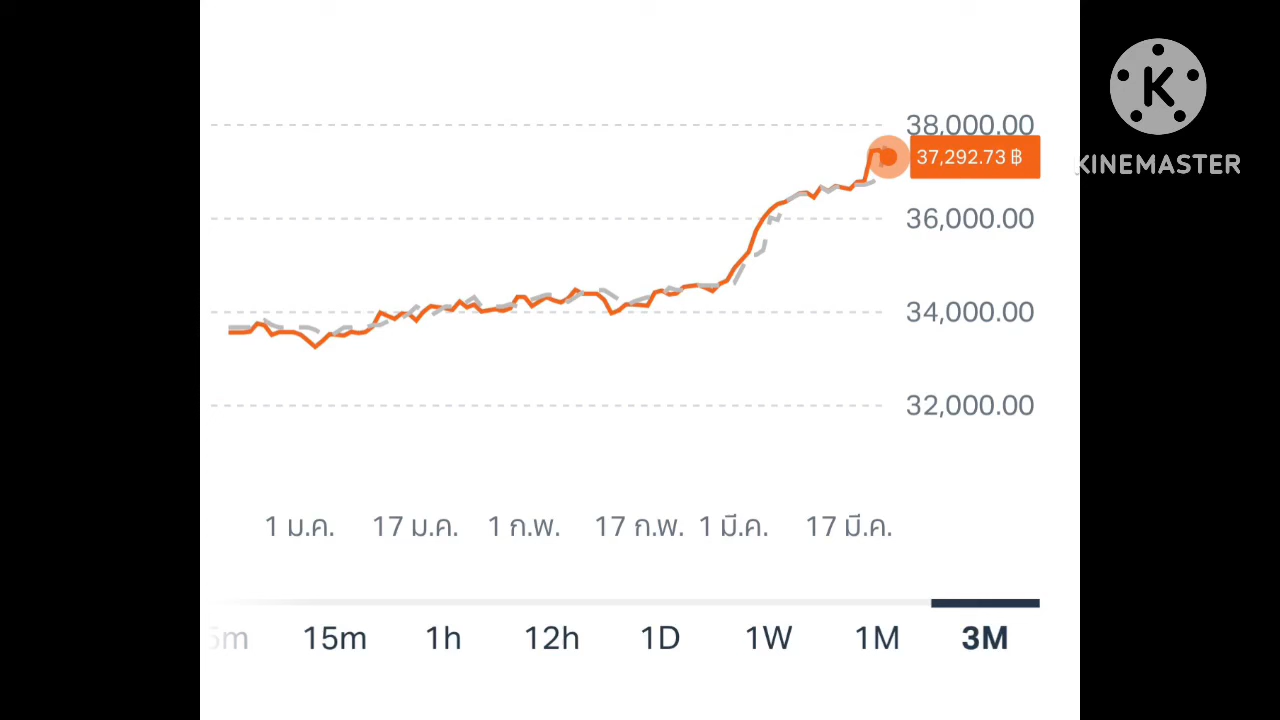 38,000.00
37,292.73 ฿
KINEMASTER
36,000.00
34,000.00
32,000.00
1 ม.ค. 17 ม.ค. 1 ก.พ. 17 ก.พ. 1 มี.ค. 17 มี.ค.
5m 15m 1h 12h 1D 1W 1M 3M